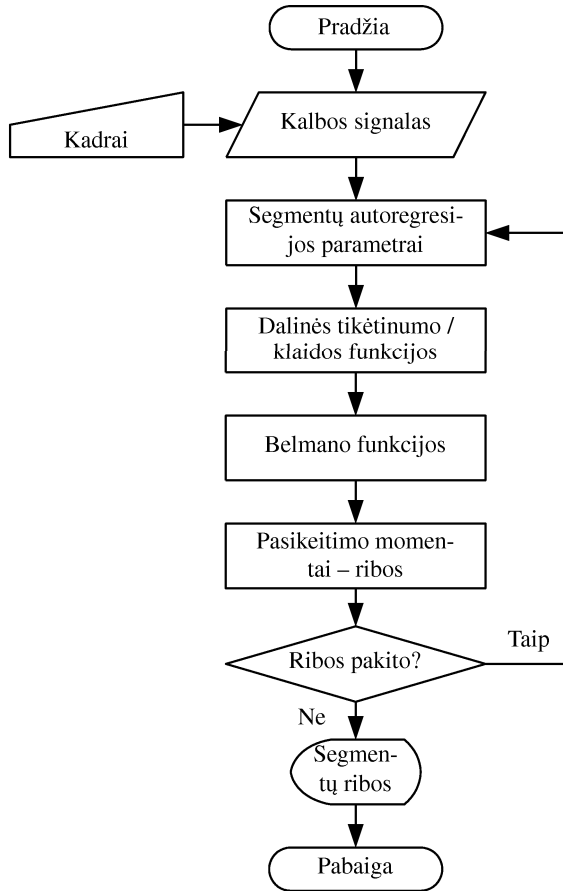 Pradžia
Kadrai
Kalbos signalas
Segmentų autoregresi-
jos parametrai
Dalinės tikėtinumo /
klaidos funkcijos
Belmano funkcijos
Pasikeitimo momen-
tai – ribos
Ribos pakito?
Taip
Ne
Segmen-
tų ribos
Pabaiga